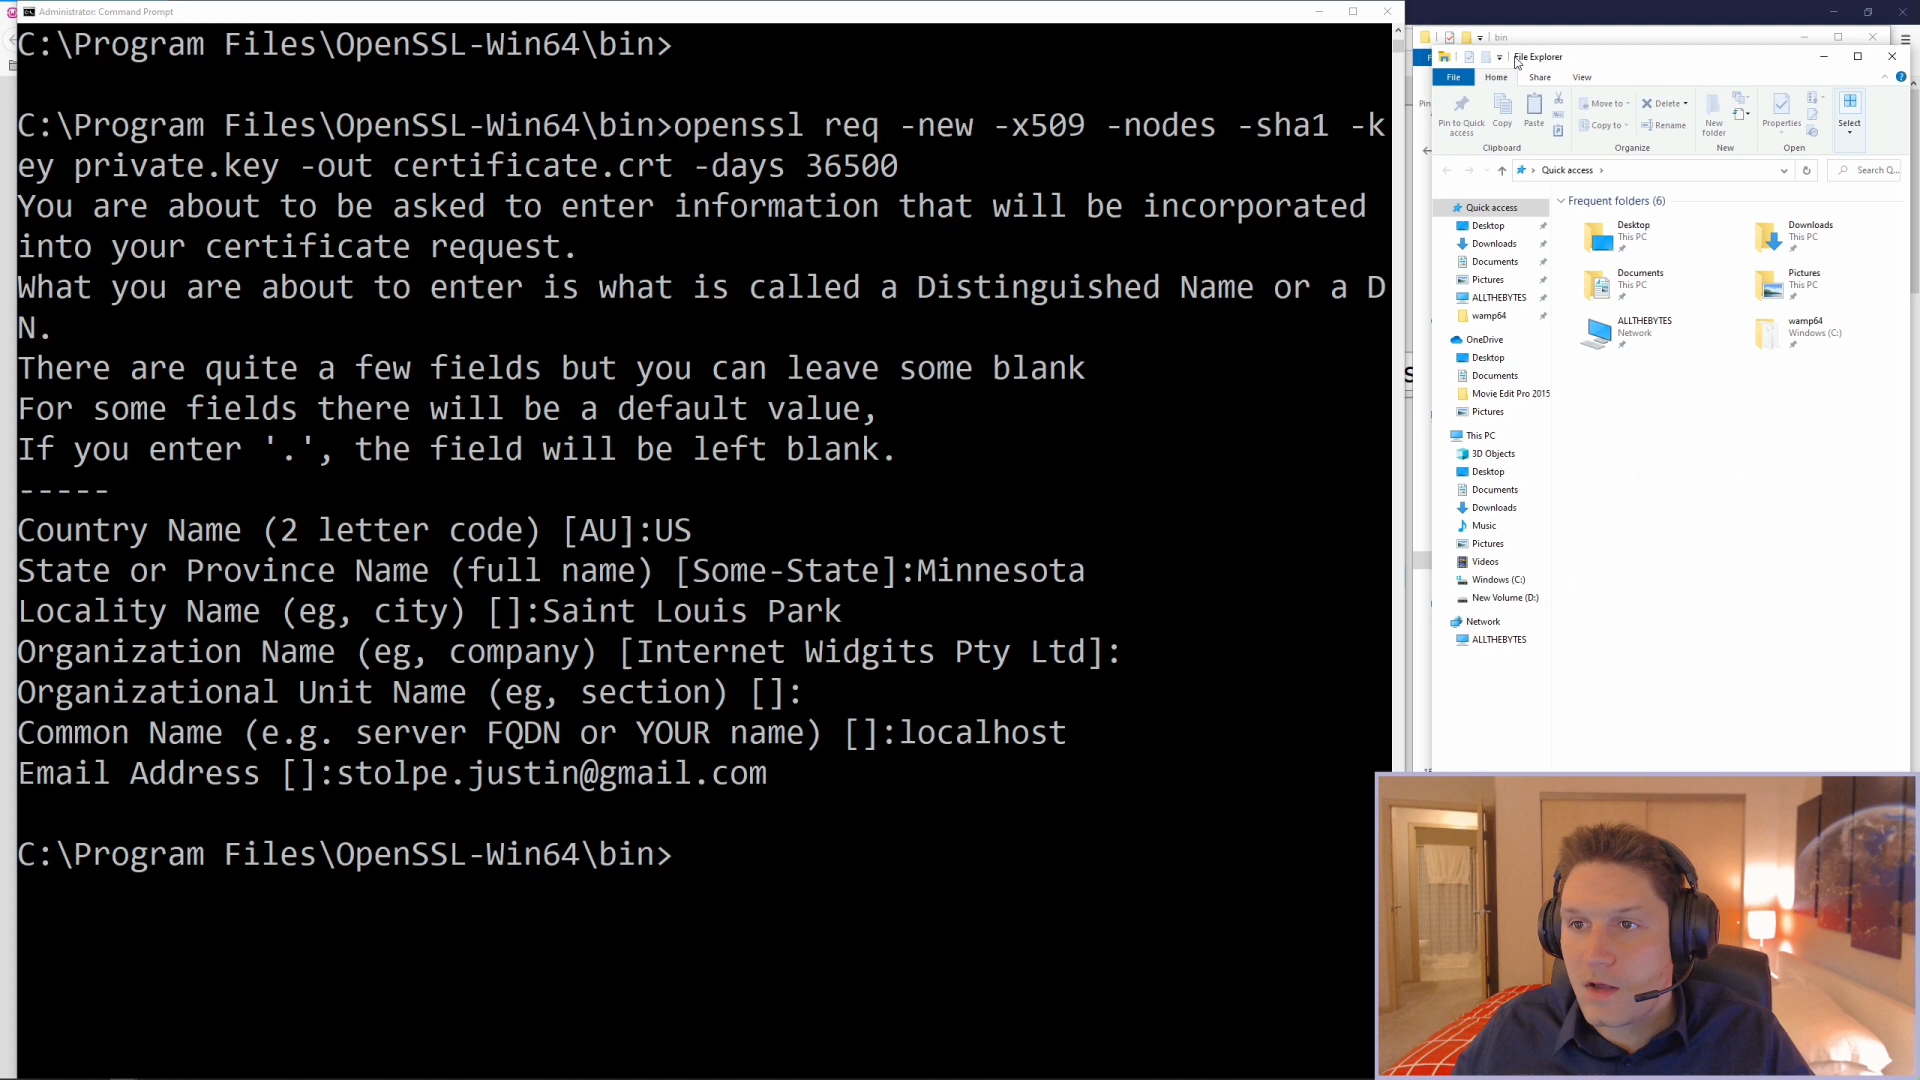 Administrator: Command Prompt
C:\Program Files\OpenSSL-Win64\bin>
C:\Program Files\OpenSSL-Win64\bin>openssl req -new -x509 -nodes -sha1 -k
ey private.key -out certificate.crt -days 36500
You are about to be asked to enter information that will be incorporated
into your certificate request.
What you are about to enter is what is called a Distinguished Name or a D
N.
There are quite a few fields but you can leave some blank
For some fields there will be a default value,
If you enter '.', the field will be left blank.
-----
Country Name (2 letter code) [AU]:US
State or Province Name (full name) [Some-State]:Minnesota
Locality Name (eg, city) []:Saint Louis Park
Organization Name (eg, company) [Internet Widgits Pty Ltd]:
Organizational Unit Name (eg, section) []:
Common Name (e.g. server FQDN or YOUR name) []:localhost
Email Address []:stolpe.justin@gmail.com
C:\Program Files\OpenSSL-Win64\bin>
bin
File Explorer
File Home Share View
Pin to Quick access
Copy
Paste
Move to
Copy to
Delete
Rename
New folder
Properties
Select
Clipboard Organize New Open
Quick access
Search Q...
Quick access
Desktop
Downloads
Documents
Pictures
ALLTHEBYTES
wamp64
OneDrive
Desktop
Documents
Movie Edit Pro 2015
Pictures
This PC
3D Objects
Desktop
Documents
Downloads
Music
Pictures
Videos
Windows (C:)
New Volume (D:)
Network
ALLTHEBYTES
Frequent folders (6)
Desktop
This PC
Downloads
This PC
Documents
This PC
Pictures
This PC
ALLTHEBYTES
Network
wamp64
Windows (C:)